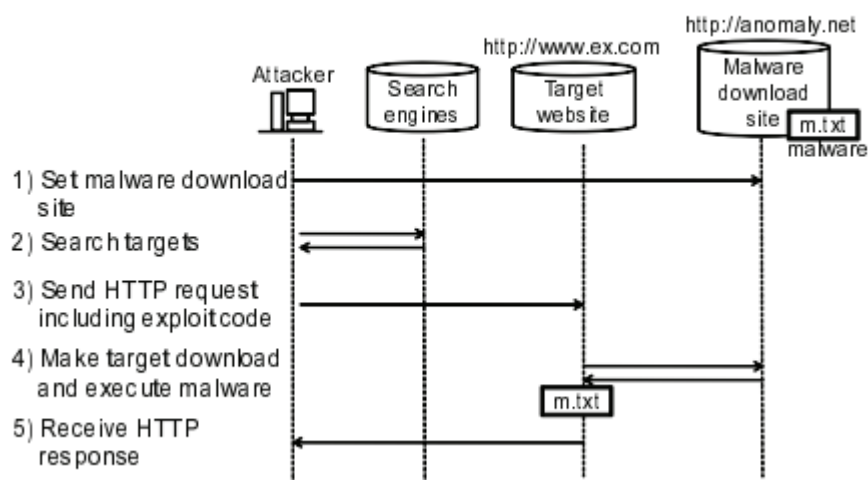 http://anomaly.net
http://www.ex.com
Attacker
Search
engines
Target
website
Malware
download
site
m.txt
malware
1) Set malware download
site
2) Search targets
3) Send HTTP request
including exploit code
4) Make target download
and execute malware
m.txt
5) Receive HTTP
response